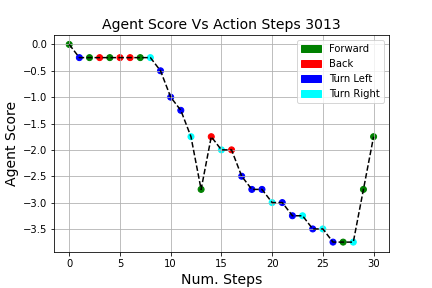 Agent Score Vs Action Steps 3013
Agent Score
0.0
−0.5
−1.0
−1.5
−2.0
−2.5
−3.0
−3.5
Forward
Back
Turn Left
Turn Right
0 5 10 15 20 25 30
Num. Steps